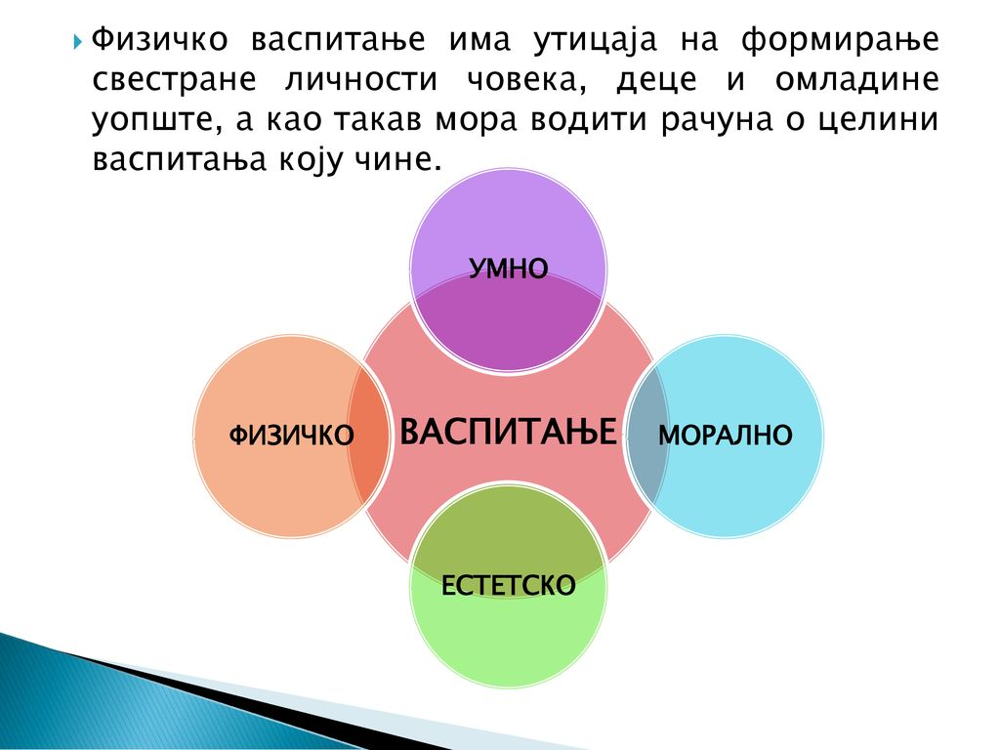 Физичко васпитање има утицаја на формирање
свестране личности човека, деце и омладине
уопште, а као такав мора водити рачуна о целини
васпитања коју чине.
УМНО
ФИЗИЧКО
ВАСПИТАЊЕ
МОРАЛНО
ЕСТЕТСКО